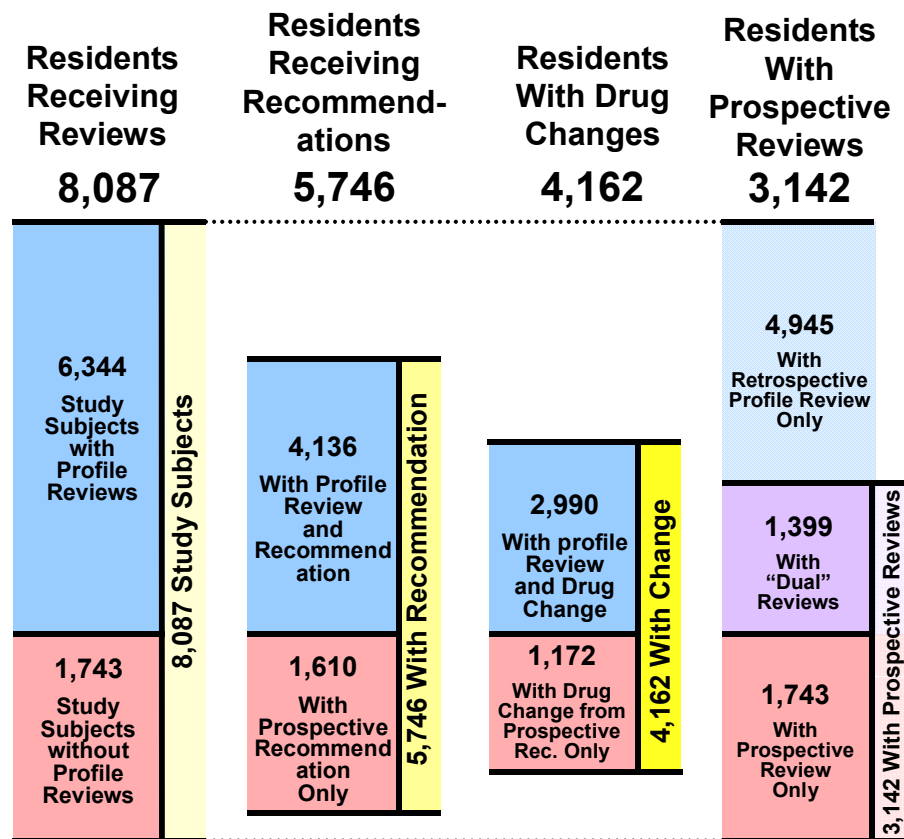 Residents
Receiving
Reviews
8,087
Residents
Receiving
Recommend-
ations
5,746
Residents
With Drug
Changes
4,162
Residents
With
Prospective
Reviews
3,142
6,344
Study
Subjects
with
Profile
Reviews
1,743
Study
Subjects
without
Profile
Reviews
8,087 Study Subjects
4,136
With Profile
Review
and
Recommend
ation
1,610
With
Prospective
Recommend
ation
Only
5,746 With Recommendation
2,990
With profile
Review
and Drug
Change
1,172
With Drug
Change from
Prospective
Rec. Only
4,162 With Change
4,945
With
Retrospective
Profile Review
Only
1,399
With
“Dual”
Reviews
1,743
With
Prospective
Review
Only
3,142 With Prospective Reviews